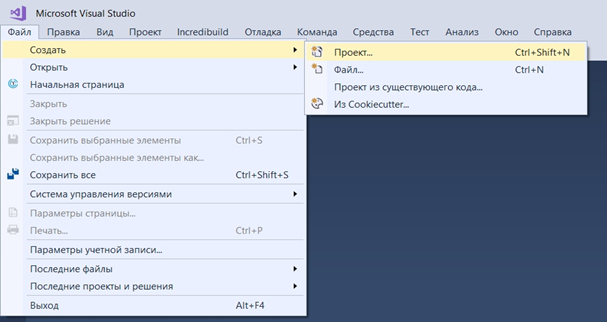 Microsoft Visual Studio
Файл Правка Вид Проект Incredibuild Отладка Команда Средства Тест Анализ Окно Справка
Создать
Проект... Ctrl+Shift+N
Открыть
Файл... Ctrl+N
Начальная страница
Проект из существующего кода...
Закрыть
Из Cookiecutter...
Закрыть решение
Сохранить выбранные элементы Ctrl+S
Сохранить выбранные элементы как...
Сохранить все Ctrl+Shift+S
Система управления версиями
Параметры страницы...
Печать... Ctrl+P
Параметры учетной записи...
Последние файлы
Последние проекты и решения
Выход Alt+F4